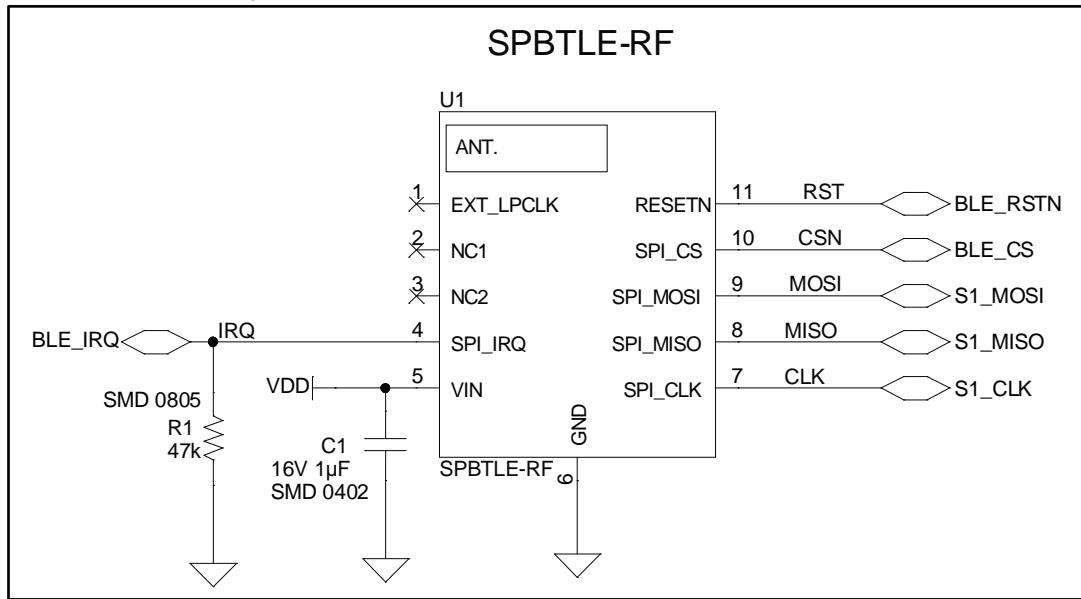 SPBTLE-RF
U1
ANT.
1 EXT_LPCLK
RESETN 11 RST BLE_RSTN
2 NC1
SPI_CS 10 CSN BLE_CS
3 NC2
SPI_MOSI 9 MOSI S1_MOSI
BLE_IRQ IRQ 4 SPI_IRQ
SPI_MISO 8 MISO S1_MISO
VDD 5 VIN
SPI_CLK 7 CLK S1_CLK
SMD 0805
R1
47k
C1
16V 1µF
SMD 0402
GND
SPBTLE-RF
6